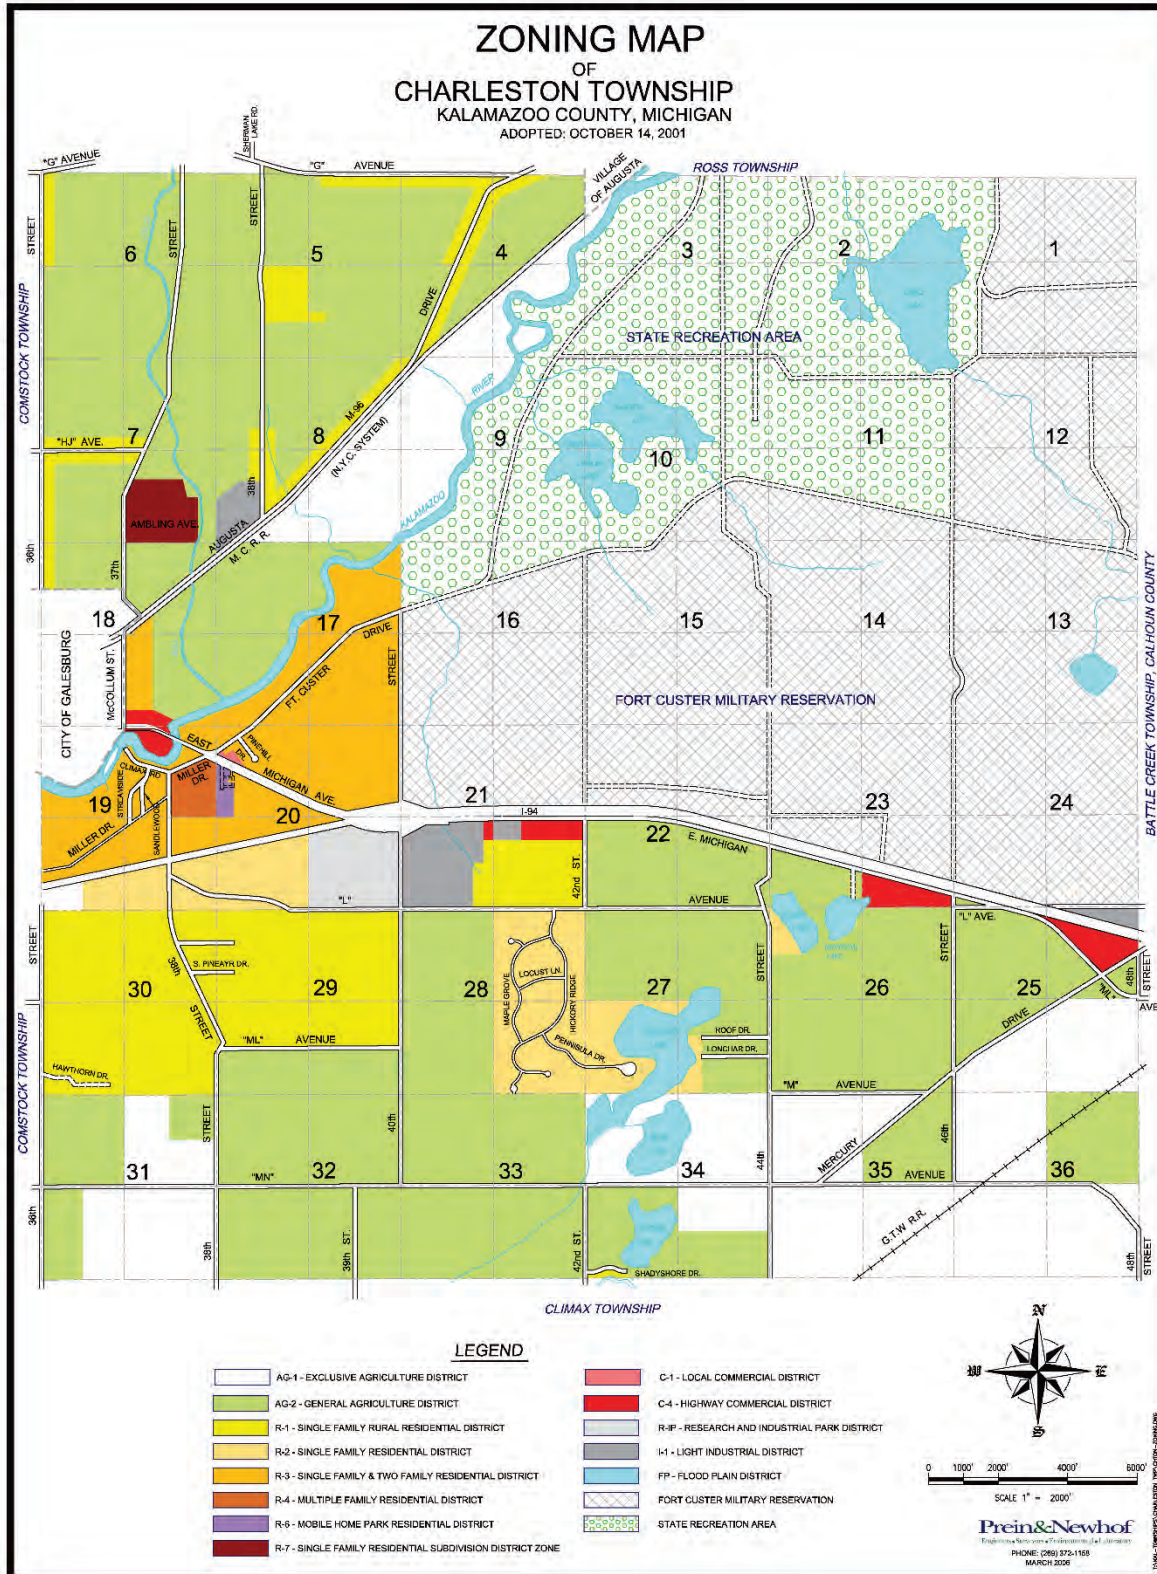 ZONING MAP
OF
CHARLESTON TOWNSHIP
KALAMAZOO COUNTY, MICHIGAN
ADOPTED: OCTOBER 14, 2001
SHERMAN
LAKE RD.
"G" AVENUE
"G" AVENUE
VILLAGE
OF AUGUSTA
ROSS TOWNSHIP
STREET
STREET
STREET
6
5
4
3
2
1
COMSTOCK TOWNSHIP
DRIVE
STATE RECREATION AREA
RIVER
M-96
(N.Y.C. SYSTEM)
"HJ" AVE.
7
8
9
10
11
12
38th
AMBLING AVE.
AUGUSTA
M. C. R. R.
KALAMAZOO
36th
37th
BATTLE CREEK TOWNSHIP, CALHOUN COUNTY
18
17
16
15
14
13
DRIVE
FT. CUSTER
STREET
CITY OF GALESBURG
McCOLLUM ST.
FORT CUSTER MILITARY RESERVATION
EAST
MICHIGAN AVE.
PINEHILL
DR.
CLIMAX RD
STREAMSIDE
MILLER
DR.
SANDLEWOOD
MILLER DR.
19
20
21
I-94
22
23
24
E. MICHIGAN
42nd ST.
"L"
AVENUE
"L" AVE.
STREET
38th
STREET
S. PINEAYR DR.
STREET
STREET
48th
STREET
"ML"
AVE
30
29
28
27
26
25
LOCUST LN.
MAPLE GROVE
HICKORY RIDGE
PENNISULA DR.
ROOF DR.
LONCHAR DR.
DRIVE
"ML" AVENUE
HAWTHORN DR.
COMSTOCK TOWNSHIP
"M" AVENUE
STREET
40th
44th
46th
MERCURY
31
32
33
34
35
36
"MN"
AVENUE
G.T.W R.R.
36th
38th
39th ST.
42nd ST.
SHADYSHORE DR.
48th
STREET
CLIMAX TOWNSHIP
LEGEND
AG-1 - EXCLUSIVE AGRICULTURE DISTRICT
AG-2 - GENERAL AGRICULTURE DISTRICT
R-1 - SINGLE FAMILY RURAL RESIDENTIAL DISTRICT
R-2 - SINGLE FAMILY RESIDENTIAL DISTRICT
R-3 - SINGLE FAMILY & TWO FAMILY RESIDENTIAL DISTRICT
R-4 - MULTIPLE FAMILY RESIDENTIAL DISTRICT
R-6 - MOBILE HOME PARK RESIDENTIAL DISTRICT
R-7 - SINGLE FAMILY RESIDENTIAL SUBDIVISION DISTRICT ZONE
C-1 - LOCAL COMMERCIAL DISTRICT
C-4 - HIGHWAY COMMERCIAL DISTRICT
R-IP - RESEARCH AND INDUSTRIAL PARK DISTRICT
I-1 - LIGHT INDUSTRIAL DISTRICT
FP - FLOOD PLAIN DISTRICT
FORT CUSTER MILITARY RESERVATION
STATE RECREATION AREA
N
W
E
S
0 1000' 2000' 4000' 6000'
SCALE 1" = 2000'
Prein&Newhof
Engineers • Surveyors • Environmental • Laboratory
PHONE: (269) 372-1158
MARCH 2006